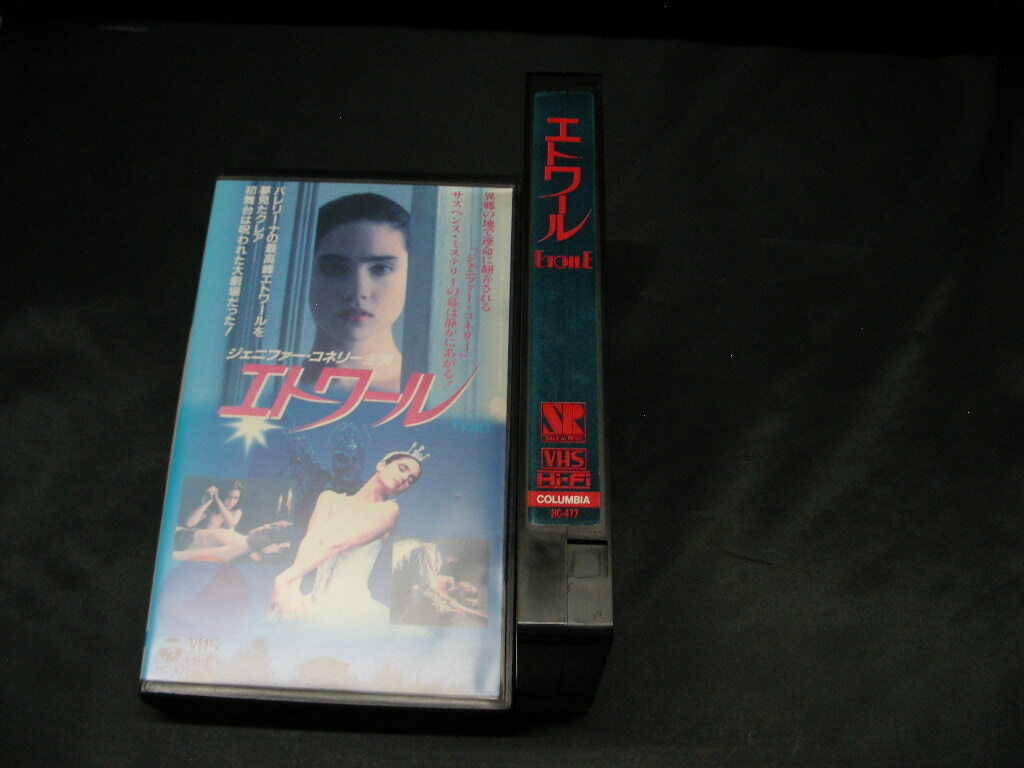 異郷の地で運命に翻弄される
「ジェニファー・コネリー」
サスペンス・ミステリーの幕は静かにあがる！
バレリーナの最高峰エトワールを
夢見たクレア――
初舞台は呪われた大劇場だった！
ジェニファー・コネリー主演
エトワール
VHS
Hi-Fi
エトワール
ETOILE
SR
SALE or RENT
VHS
Hi-Fi
COLUMBIA
HC-477